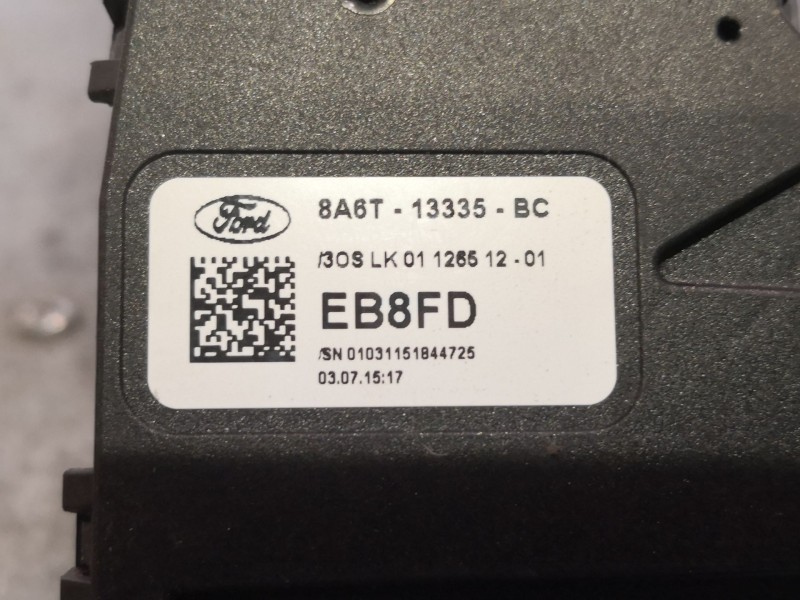 Ford
8A6T - 13335 - BC
/3OS LK 01 1265 12 - 01
EB8FD
/SN 01031151844725
03.07.15:17